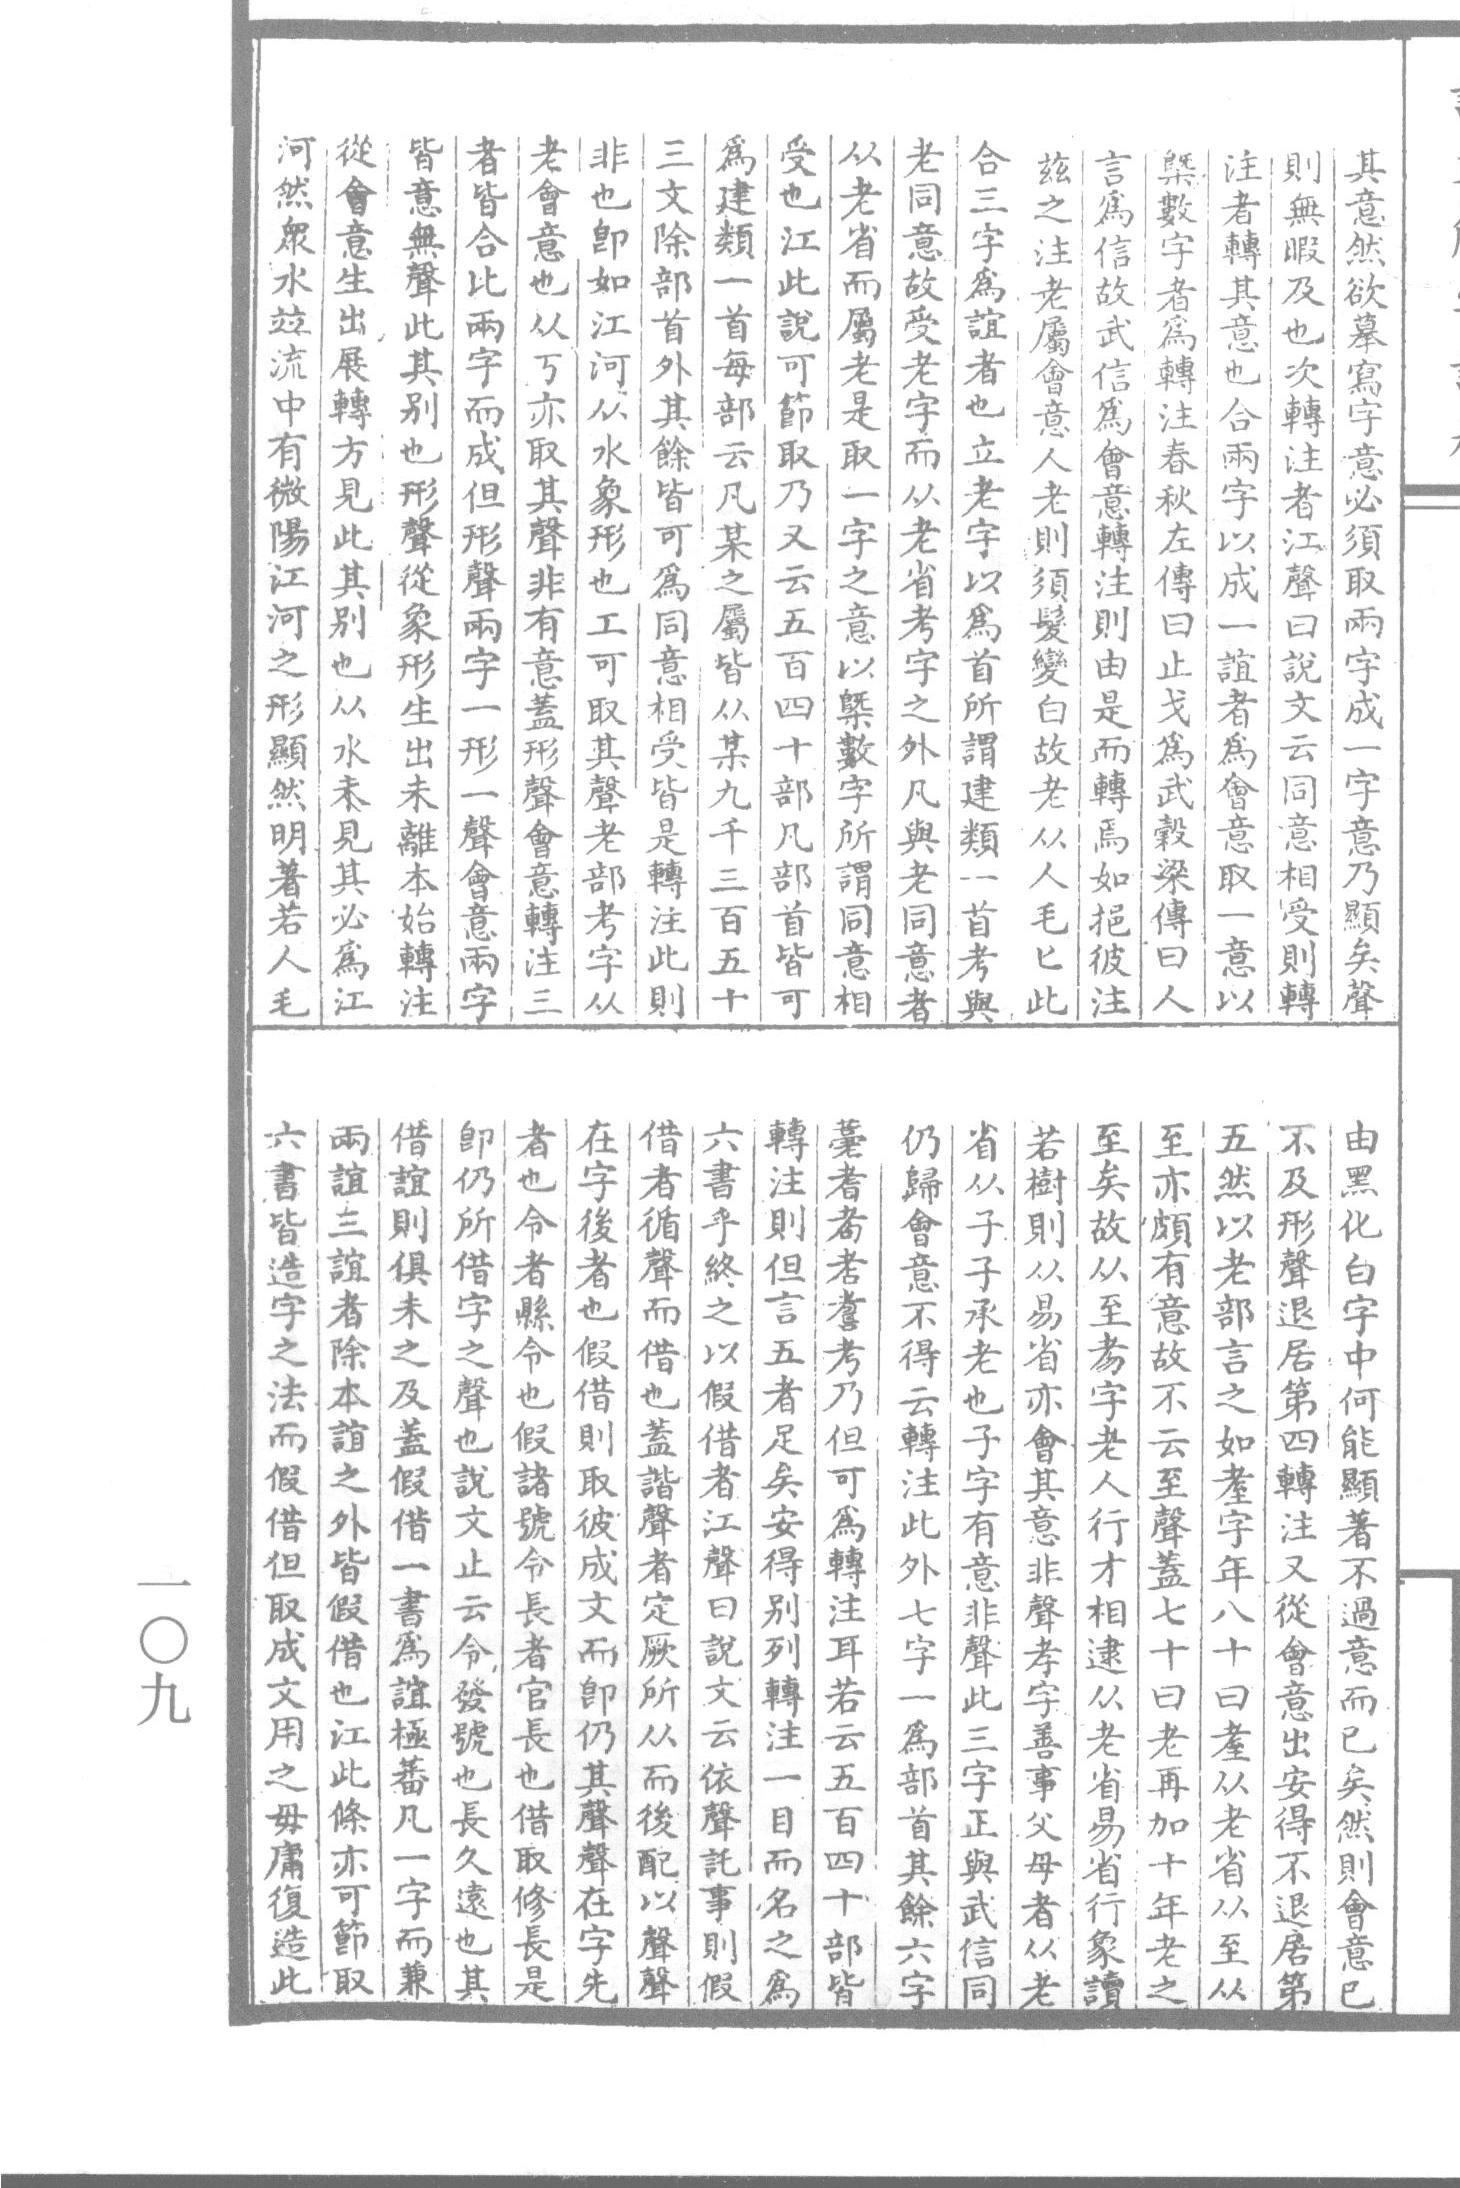 其意然欲摹寫字意必須取兩字成一字意乃顯矣聲
則無暇及也次轉注者江聲曰說文云同意相受則轉
注者轉其意也合兩字以成一誼者爲會意取一意以
槩數字者爲轉注春秋左傳曰止戈爲武穀梁傳曰人
言爲信故武信爲會意轉注則由是而轉焉如挹彼注
茲之注老屬會意人老則須髮變白故老从人毛匕此
合三字爲誼者也立老字以爲首所謂建類一首考與
老同意故受老字而从老省考字之外凡與老同意者
从老省而屬老是取一字之意以槩數字所謂同意相
受也江此說可節取乃又云五百四十部凡部首皆可
爲建類一首每部云凡某之屬皆从某九千三百五十
三文除部首外其餘皆可爲同意相受皆是轉注此則
非也卽如江河从水象形也工可取其聲老部考字从
老會意也从丂亦取其聲非有意蓋形聲會意轉注三
者皆合比兩字而成但形聲兩字一形一聲會意兩字
皆意無聲此其别也形聲從象形生出未離本始轉注
從會意生出展轉方見此其别也从水未見其必爲江
河然衆水竝流中有微陽江河之形顯然明著若人毛
由黑化白字中何能顯著不過意而已矣然則會意已
不及形聲退居第四轉注又從會意出安得不退居第
五然以老部言之如耋字年八十曰耋从老省从至从
至亦頗有意故不云至聲蓋七十曰老再加十年老之
至矣故从至耉字老人行才相逮从老省易省行象讀
若樹則从易省亦會其意非聲孝字善事父母者从老
省从子子承老也子字有意非聲此三字正與武信同
仍歸會意不得云轉注此外七字一爲部首其餘六字
薹耆耇耈耊考乃但可爲轉注耳若云五百四十部皆
轉注則但言五者足矣安得别列轉注一目而名之爲
六書乎終之以假借者江聲曰說文云依聲託事則假
借者循聲而借也蓋諧聲者定厥所从而後配以聲聲
在字後者也假借則取彼成文而卽仍其聲聲在字先
者也令者縣令也假諸號令長者官長也借取修長是
卽仍所借字之聲也說文止云令發號也長久遠也其
借誼則俱未之及蓋假借一書爲誼極蕃凡一字而兼
兩誼三誼者除本誼之外皆假借也江此條亦可節取
六書皆造字之法而假借但取成文用之毋庸復造此
一〇九